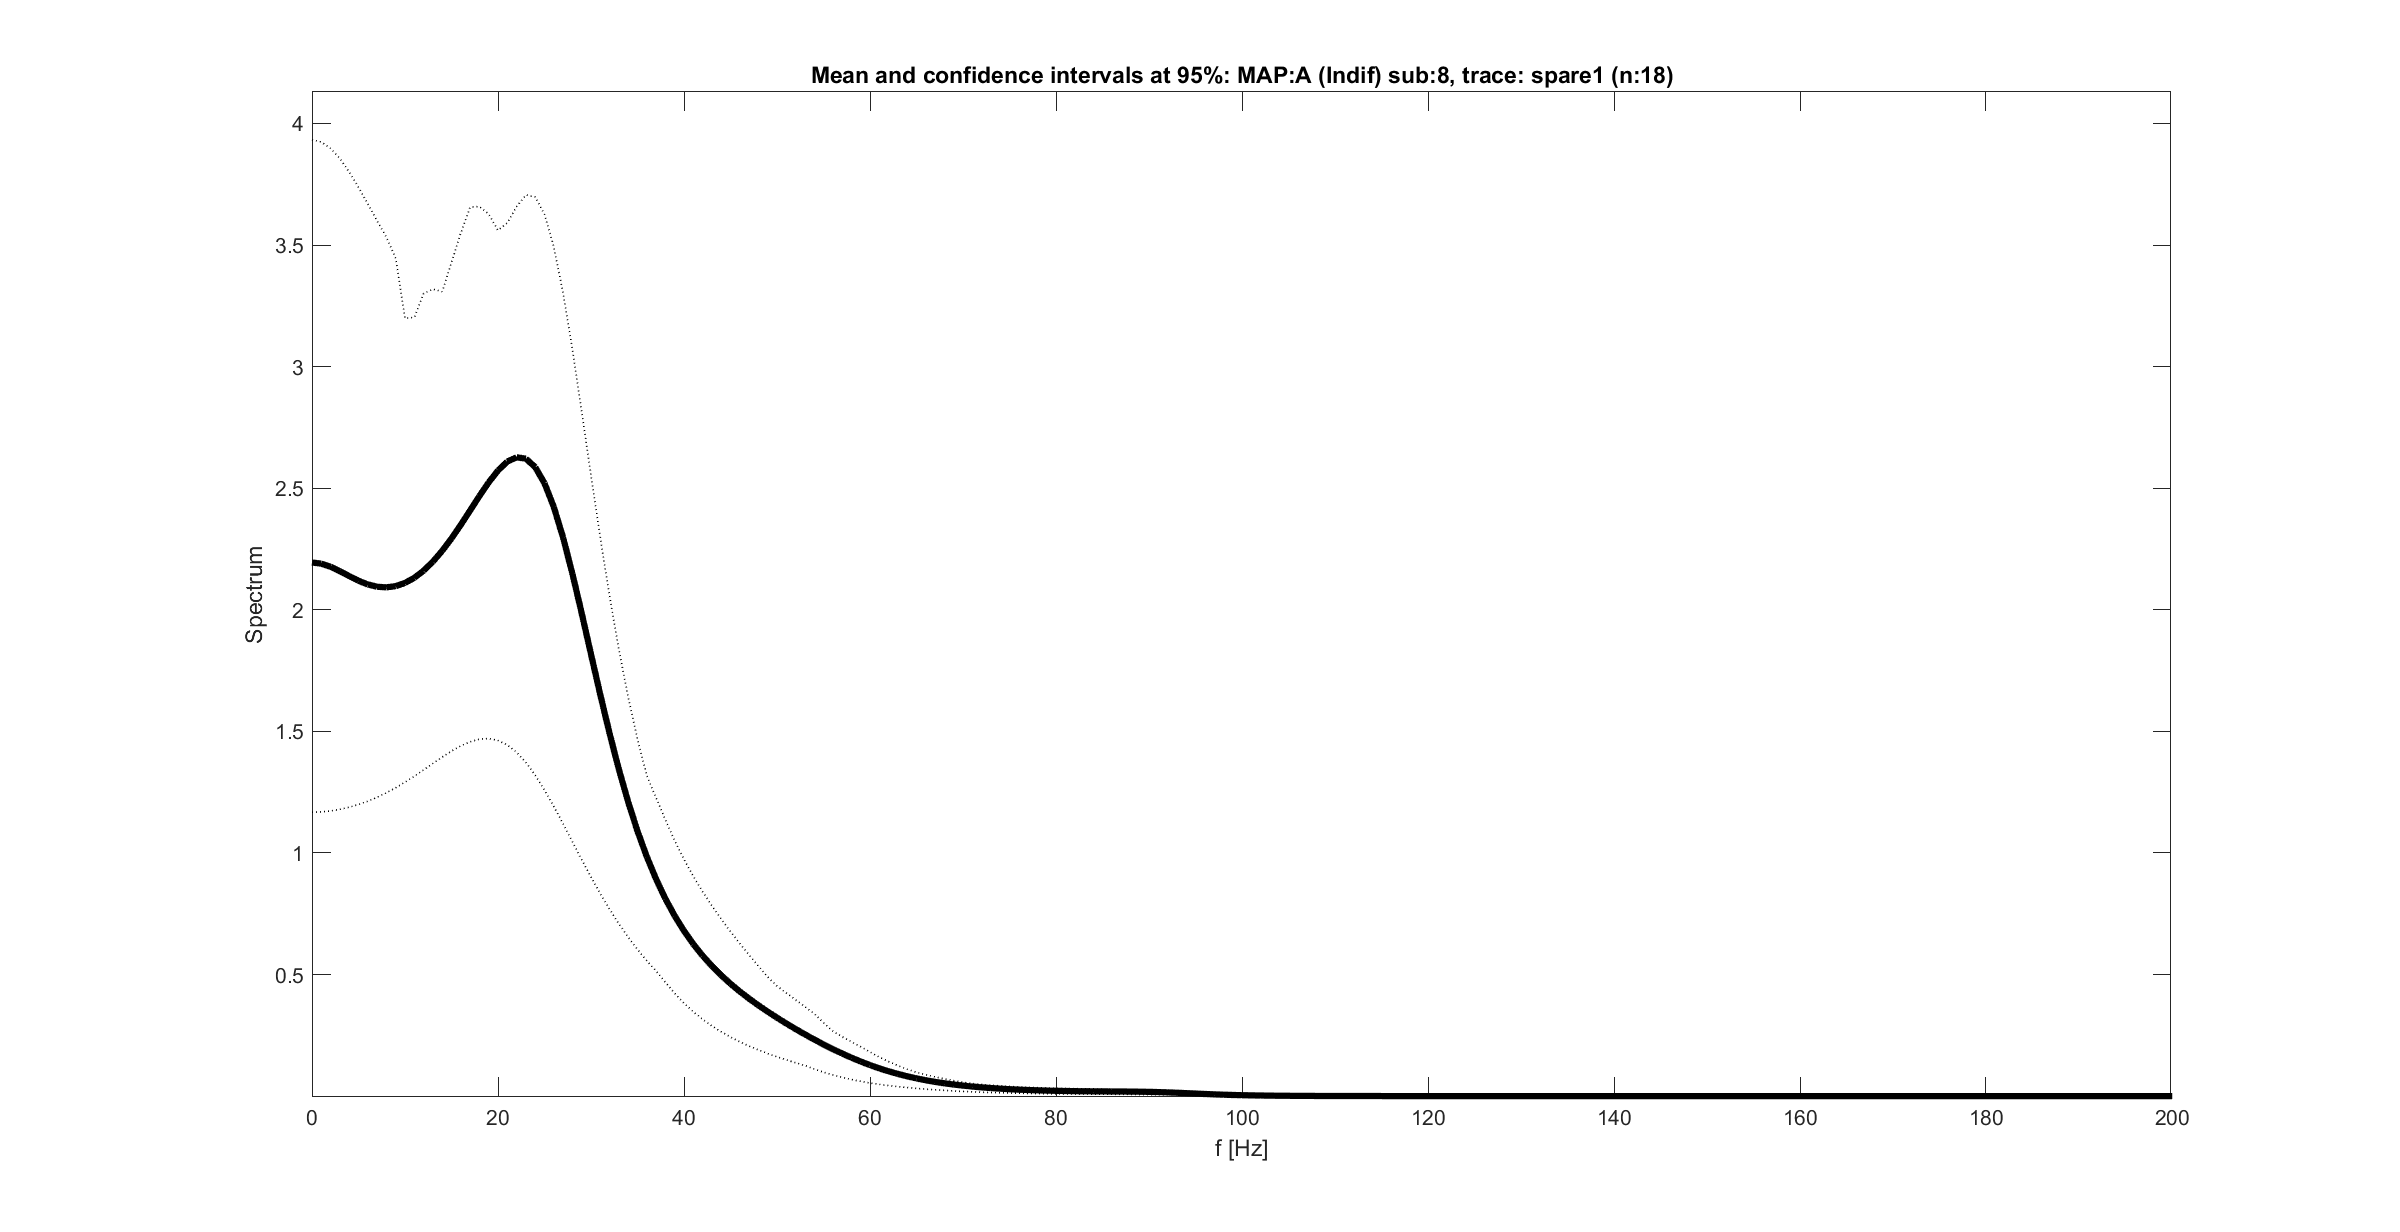 Mean and confidence intervals at 95%: MAP:A (Indif) sub:8, trace: spare1 (n:18)
4
3.5
3
2.5
2
1.5
1
0.5
Spectrum
0 20 40 60 80 100 120 140 160 180 200
f [Hz]